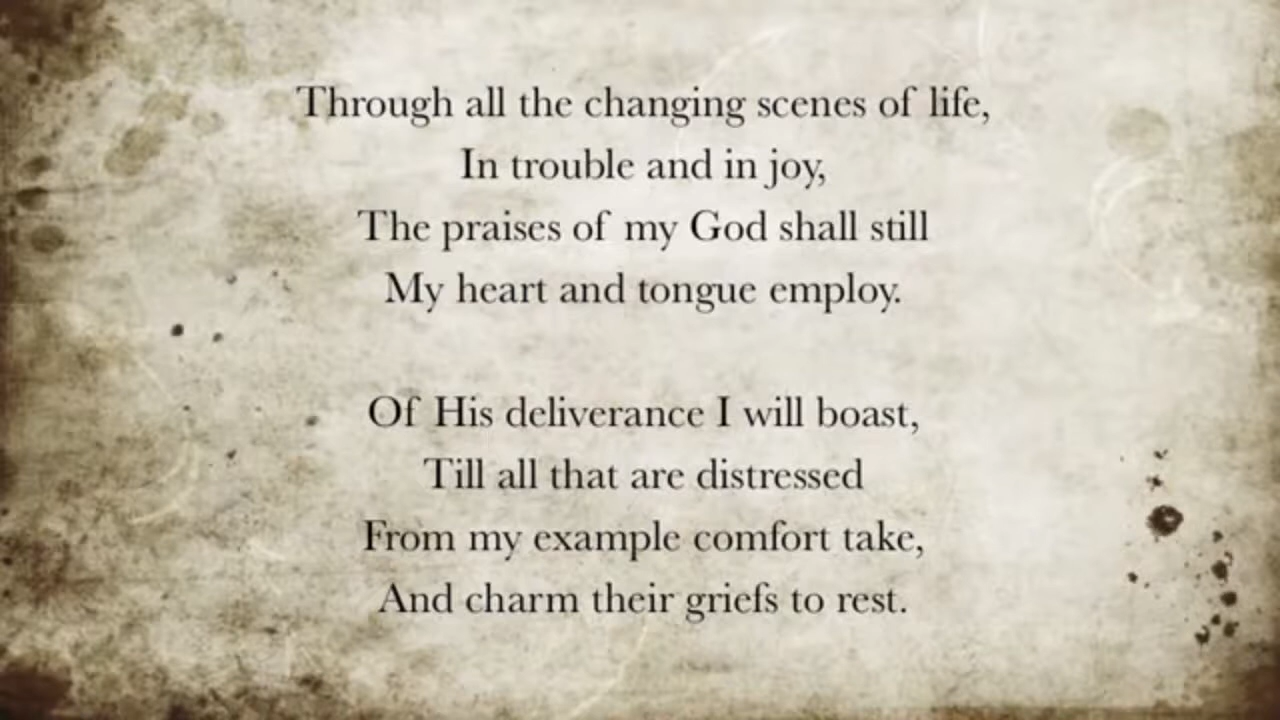 Through all the changing scenes of life,
In trouble and in joy,
The praises of my God shall still
My heart and tongue employ.
Of His deliverance I will boast,
Till all that are distressed
From my example comfort take,
And charm their griefs to rest.